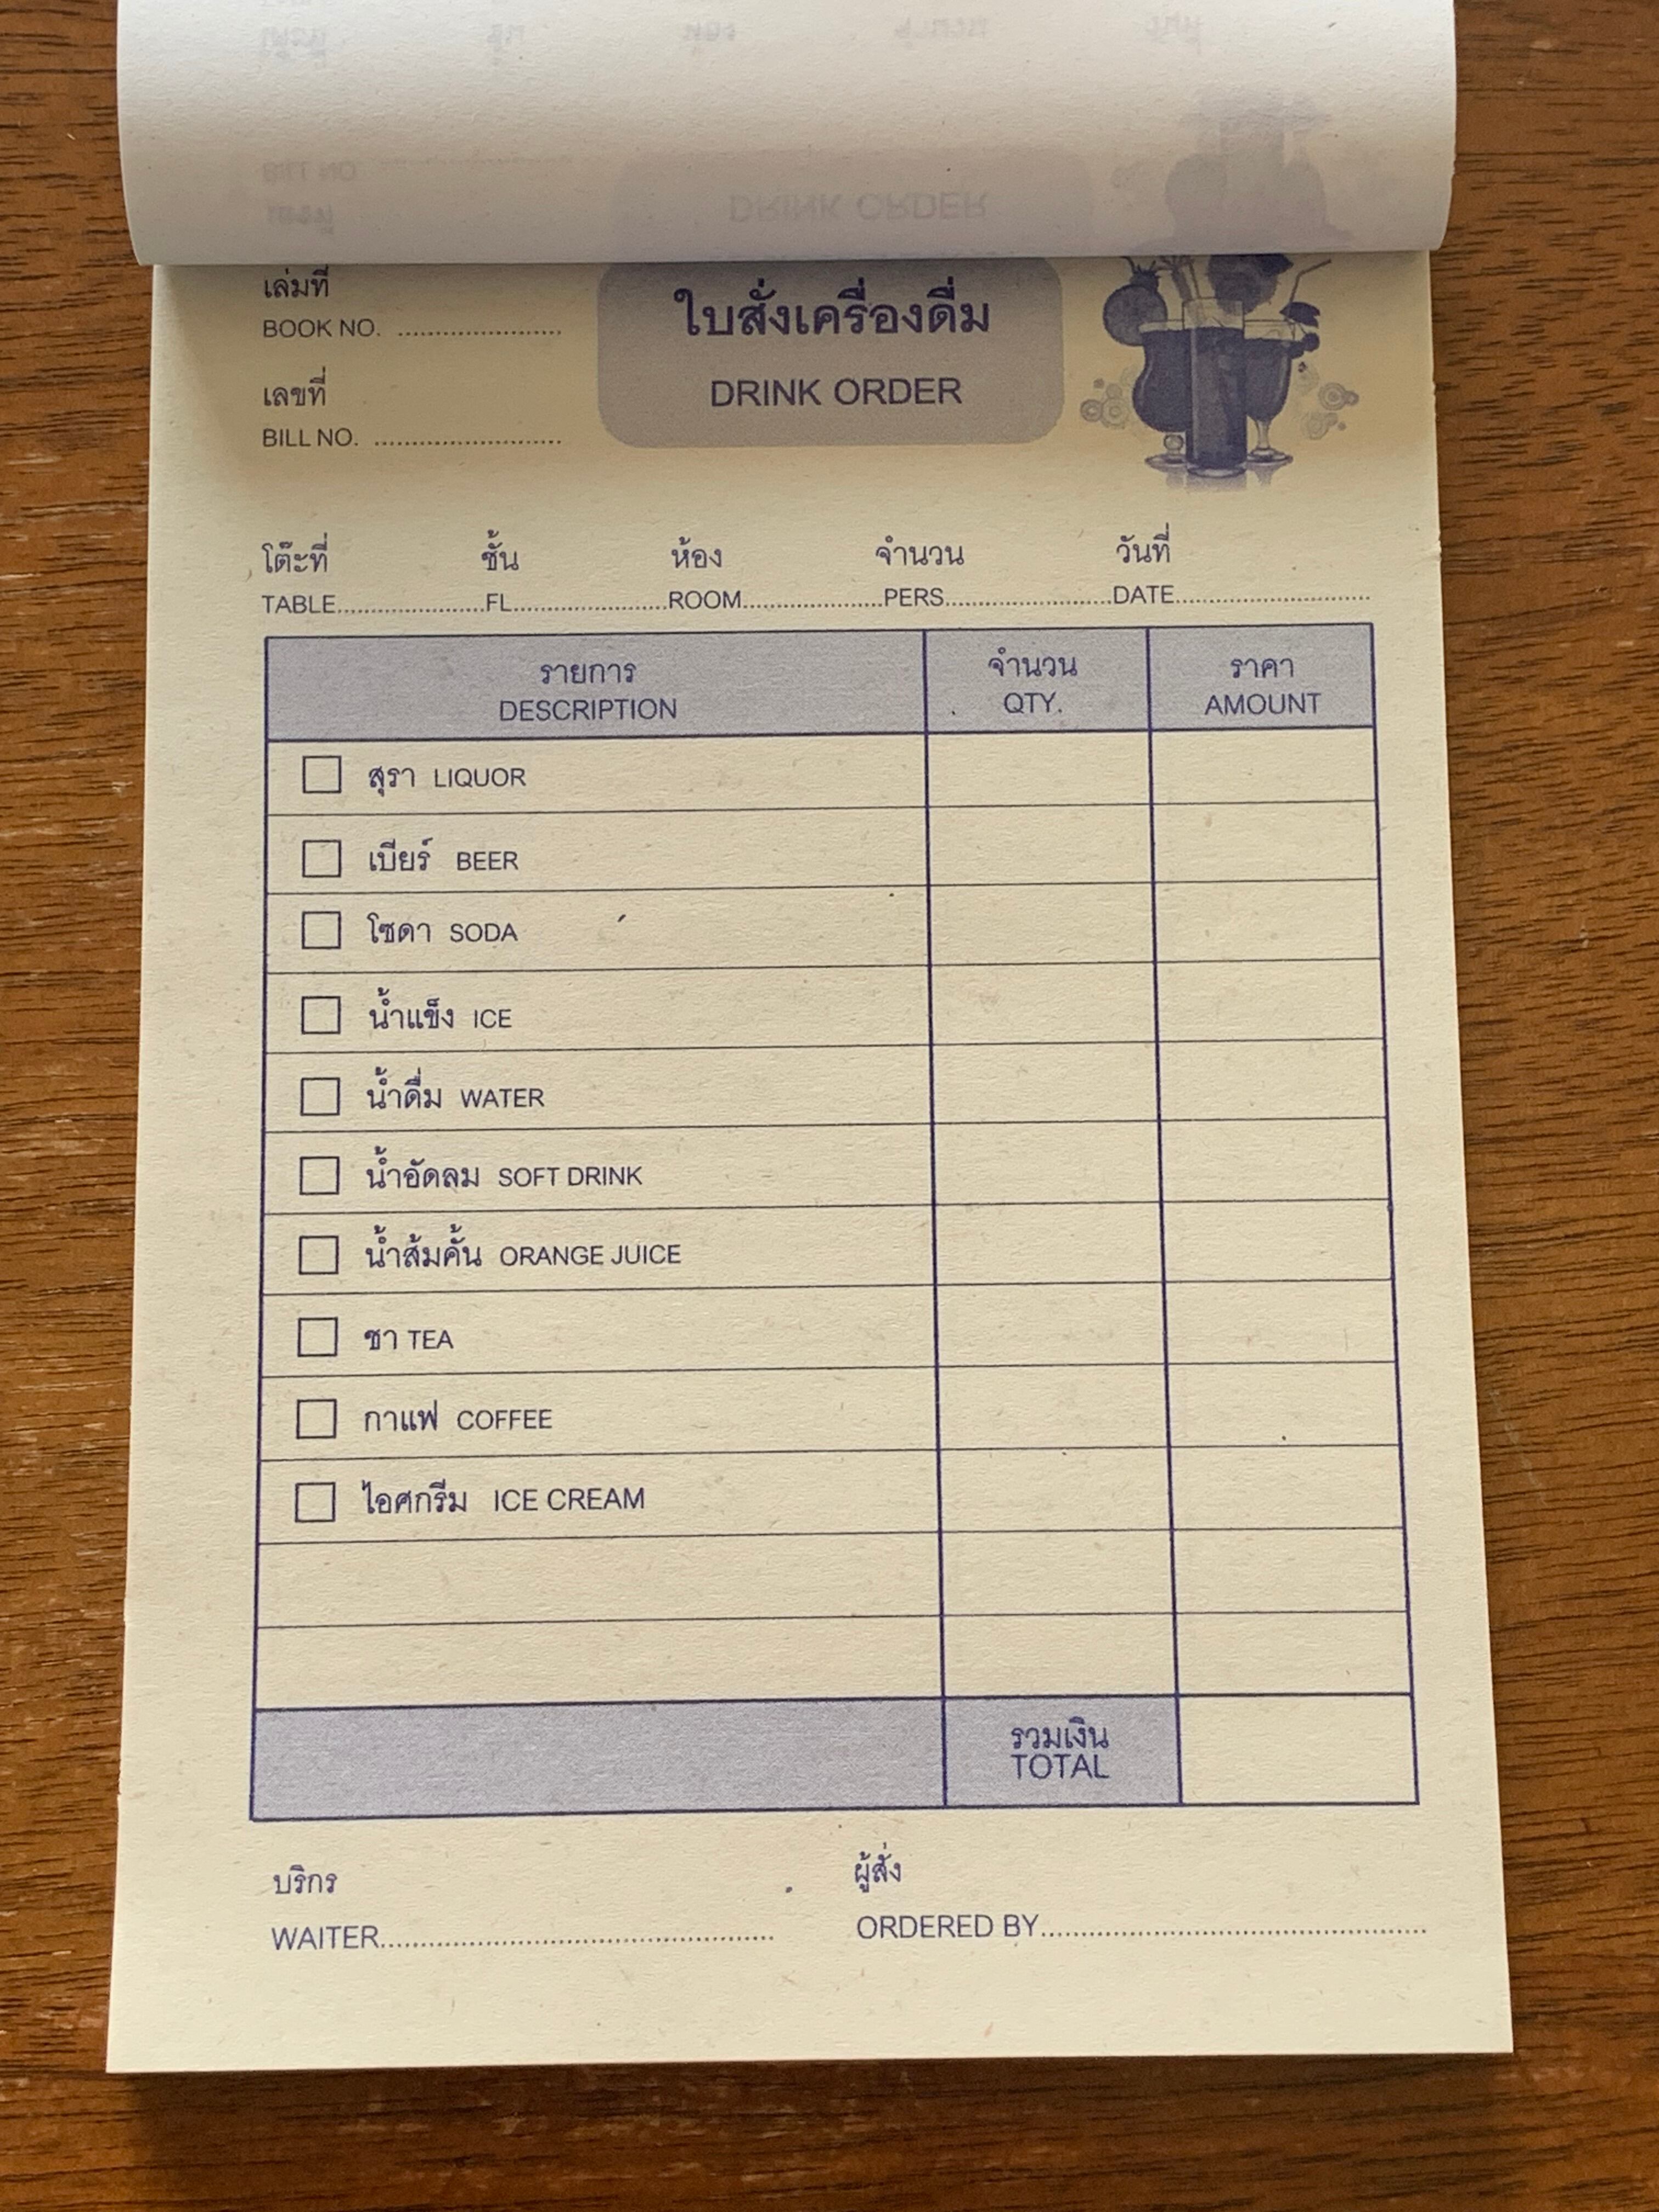 เล่มที่
BOOK NO. ......................
เลขที่
BILL NO. .........................
ใบสั่งเครื่องดื่ม
DRINK ORDER
โต๊ะที่ ชั้น ห้อง จำนวน วันที่
TABLE....................FL.....................ROOM...................PERS.......................DATE...........................
รายการ จำนวน ราคา
DESCRIPTION QTY. AMOUNT
สุรา LIQUOR
เบียร์ BEER
โซดา SODA
น้ำแข็ง ICE
น้ำดื่ม WATER
น้ำอัดลม SOFT DRINK
น้ำส้มคั้น ORANGE JUICE
ชา TEA
กาแฟ COFFEE
ไอศกรีม ICE CREAM
รวมเงิน
TOTAL
บริกร ผู้สั่ง
WAITER.................................................... ORDERED BY..................................................